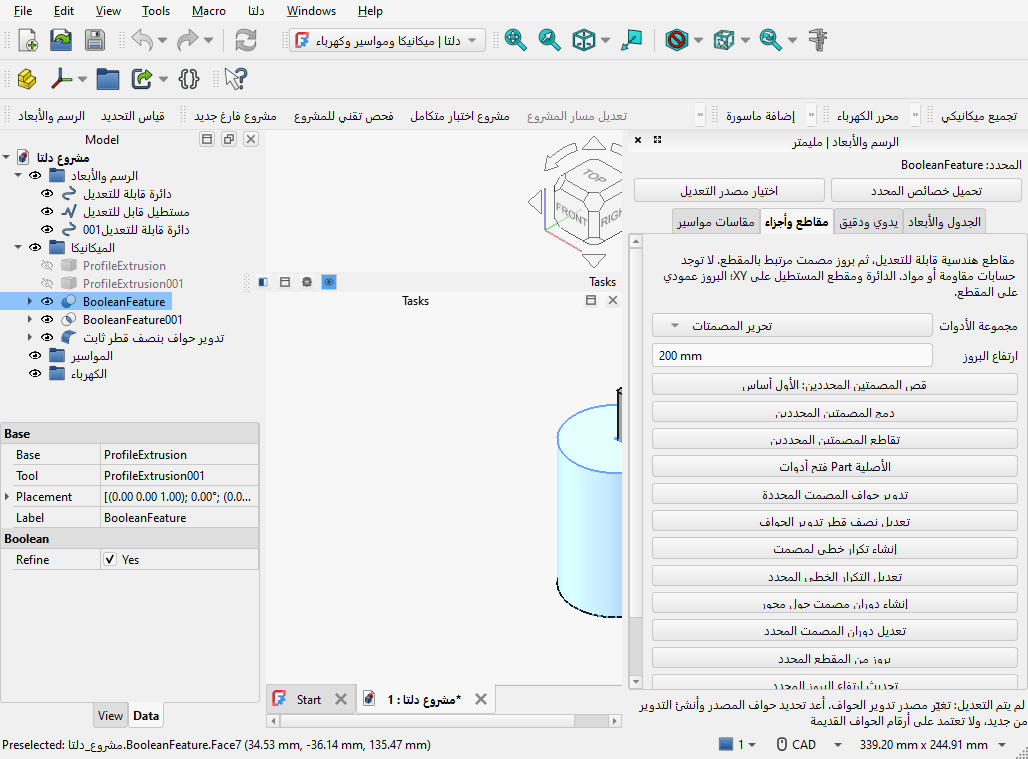 File Edit View Tools Macro دلتا Windows Help
دلتا | ميكانيكا ومواسير وكهرباء
الرسم والأبعاد قياس التحديد مشروع فارغ جديد فحص تقني للمشروع مشروع اختبار متكامل تعديل مسار المشروع » إضافة ماسورة » محرر الكهرباء » تجميع ميكانيكي
Model
مشروع دلتا
الرسم والأبعاد
دائرة قابلة للتعديل
مستطيل قابل للتعديل
دائرة قابلة للتعديل001
الميكانيكا
ProfileExtrusion
ProfileExtrusion001
BooleanFeature
BooleanFeature001
تدوير حواف بنصف قطر ثابت
المواسير
الكهرباء
Base
Base ProfileExtrusion
Tool ProfileExtrusion001
Placement [(0.00 0.00 1.00); 0.00°; (0.0...
Label BooleanFeature
Boolean
Refine Yes
View Data
TOP
FRONT
RIGH
Tasks
Tasks
Start
مشروع دلتا : 1*
الرسم والأبعاد | مليمتر
المحدد: BooleanFeature
تحميل خصائص المحدد
اختيار مصدر التعديل
الجدول والأبعاد يدوي ودقيق مقاطع وأجزاء مقاسات مواسير
مقاطع هندسية قابلة للتعديل، ثم بروز مصمت مرتبط بالمقطع. لا توجد
حسابات مقاومة أو مواد. الدائرة ومقطع المستطيل على XY؛ البروز عمودي
على المقطع.
مجموعة الأدوات تحرير المصمتات
ارتفاع البروز 200 mm
قص المصمتين المحددين: الأول أساس
دمج المصمتين المحددين
تقاطع المصمتين المحددين
فتح أدوات Part الأصلية
تدوير حواف المصمت المحددة
تعديل نصف قطر تدوير الحواف
إنشاء تكرار خطي لمصمت
تعديل التكرار الخطي المحدد
إنشاء دوران مصمت حول محور
تعديل دوران المصمت المحدد
بروز من المقطع المحدد
تحديث ارتفاع البروز المحدد
لم يتم التعديل: تغيّر مصدر تدوير الحواف. أعد تحديد حواف المصدر وأنشئ التدوير
من جديد، ولا تعتمد على أرقام الحواف القديمة
Preselected: مشروع_دلتا.BooleanFeature.Face7 (34.53 mm, -36.14 mm, 135.47 mm)
1 CAD 339.20 mm x 244.91 mm